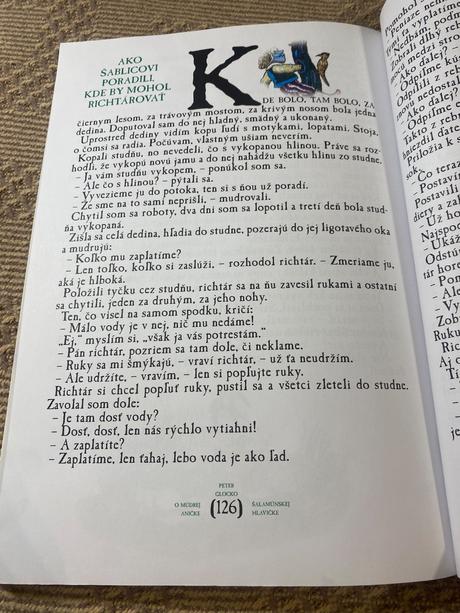 AKO
ŠABLICOVI
PORADILI,
KDE BY MOHOL
RICHTÁROVAŤ
KDE BOLO, TAM BOLO, ZA
čiernym lesom, za trávovým mostom, za krivým nosom bola jedna
dedina. Doputoval som do nej hladný, smädný a ukonaný.
Uprostred dediny vidím kopu ľudí s motykami, lopatami. Stoja,
o čomsi sa radia. Počúvam, vlastným ušiam neverím.
Kopali studňu, no nevedeli, čo s vykopanou hlinou. Práve sa roz-
hodli, že vykopú novú jamu a do nej nahádžu všetku hlinu zo studne.
– Ja vám studňu vykopem, – ponúkol som sa.
– Ale čo s hlinou? – pýtali sa.
– Vyvezieme ju do potoka, ten si s ňou už poradí.
– Že sme na to sami neprišli, – mudrovali.
Chytil som sa roboty, dva dni som sa lopotil a tretí deň bola stud-
ňa vykopaná.
Zišla sa celá dedina, hľadia do studne, pozerajú do jej ligotavého oka
a mudrujú:
– Koľko mu zaplatíme?
– Len toľko, koľko si zaslúži, – rozhodol richtár. – Zmeriame ju,
aká je hlboká.
Položili tyčku cez studňu, richtár sa na ňu zavesil rukami a ostatní
sa chytili, jeden za druhým, za jeho nohy.
Ten, čo visel na samom spodku, kričí:
– Málo vody je v nej, nič mu nedáme!
„Ej,“ myslím si, „však ja vás potrestám.“
– Pán richtár, pozriem sa tam dole, či neklame.
– Ruky sa mi šmýkajú, – vraví richtár, – už ťa neudržím.
– Ale udržíte, – vravím, – len si popľujte ruky.
Richtár si chcel popľuť ruky, pustil sa a všetci zleteli do studne.
Zavolal som dole:
– Je tam dosť vody?
– Dosť, dosť, len nás rýchlo vytiahni!
– A zaplatíte?
– Zaplatíme, len ťahaj, lebo voda je ako ľad.
PETER
GLOCKO
O MÚDREJ
ANIČKE
(126)
ŠALAMÚNSKEJ
HLAVIČKE